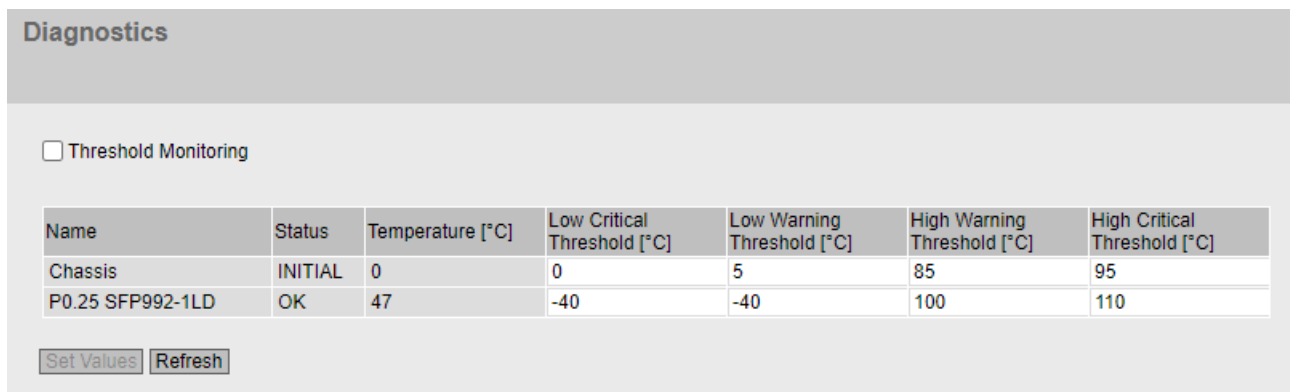 Diagnostics
Threshold Monitoring
Name Status Temperature [°C] Low Critical Threshold [°C] Low Warning Threshold [°C] High Warning Threshold [°C] High Critical Threshold [°C]
Chassis INITIAL 0 0 5 85 95
P0.25 SFP992-1LD OK 47 -40 -40 100 110
Set Values Refresh